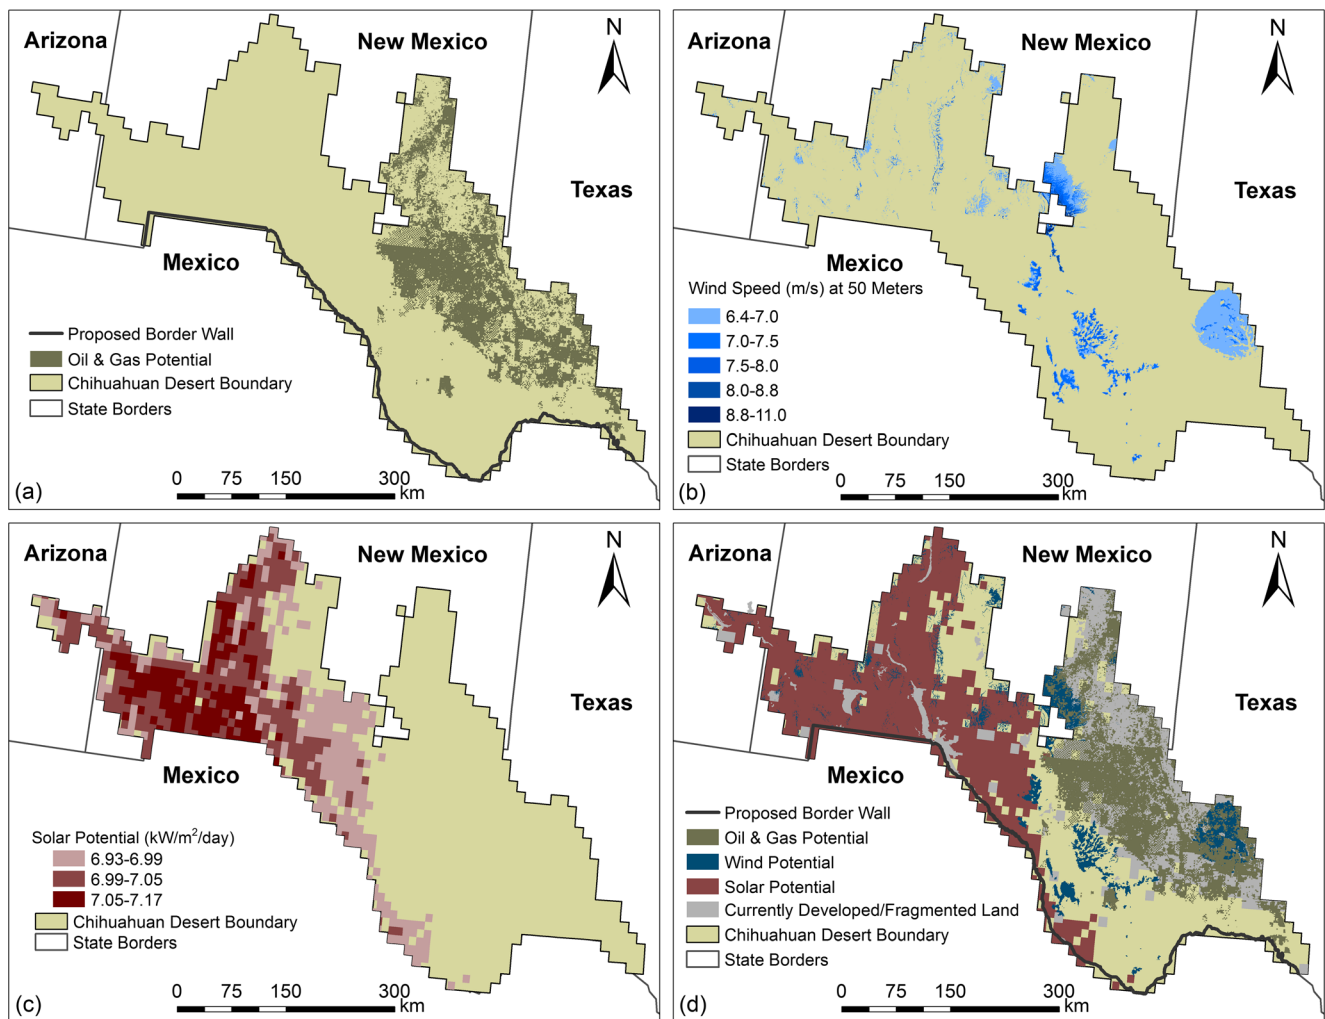 Arizona
New Mexico
N
Texas
Mexico
Proposed Border Wall
Oil & Gas Potential
Chihuahuan Desert Boundary
State Borders
0 75 150 300
km
(a)
Arizona
New Mexico
N
Texas
Mexico
Wind Speed (m/s) at 50 Meters
6.4-7.0
7.0-7.5
7.5-8.0
8.0-8.8
8.8-11.0
Chihuahuan Desert Boundary
State Borders
0 75 150 300
km
(b)
Arizona
New Mexico
N
Texas
Mexico
Solar Potential (kW/m²/day)
6.93-6.99
6.99-7.05
7.05-7.17
Chihuahuan Desert Boundary
State Borders
0 75 150 300
km
(c)
Arizona
New Mexico
N
Texas
Mexico
Proposed Border Wall
Oil & Gas Potential
Wind Potential
Solar Potential
Currently Developed/Fragmented Land
Chihuahuan Desert Boundary
State Borders
0 75 150 300
km
(d)